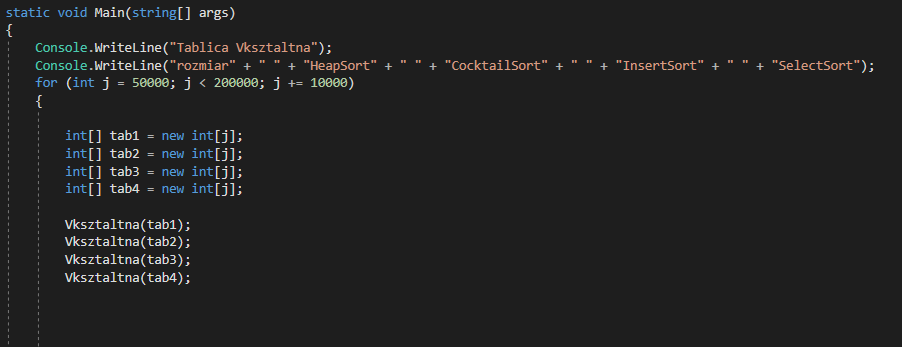 static void Main(string[] args)
{
Console.WriteLine("Tablica Vksztaltna");
Console.WriteLine("rozmiar" + " " + "HeapSort" + " " + "CocktailSort" + " " + "InsertSort" + " " + "SelectSort");
for (int j = 50000; j < 200000; j += 10000)
{
int[] tab1 = new int[j];
int[] tab2 = new int[j];
int[] tab3 = new int[j];
int[] tab4 = new int[j];
Vksztaltna(tab1);
Vksztaltna(tab2);
Vksztaltna(tab3);
Vksztaltna(tab4);